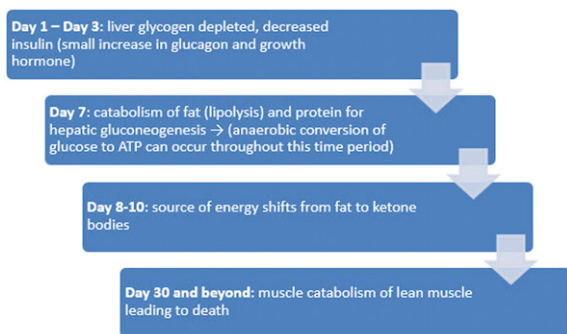 Day 1 – Day 3: liver glycogen depleted, decreased
insulin (small increase in glucagon and growth
hormone)
Day 7: catabolism of fat (lipolysis) and protein for
hepatic gluconeogenesis → (anaerobic conversion of
glucose to ATP can occur throughout this time period)
Day 8-10: source of energy shifts from fat to ketone
bodies
Day 30 and beyond: muscle catabolism of lean muscle
leading to death